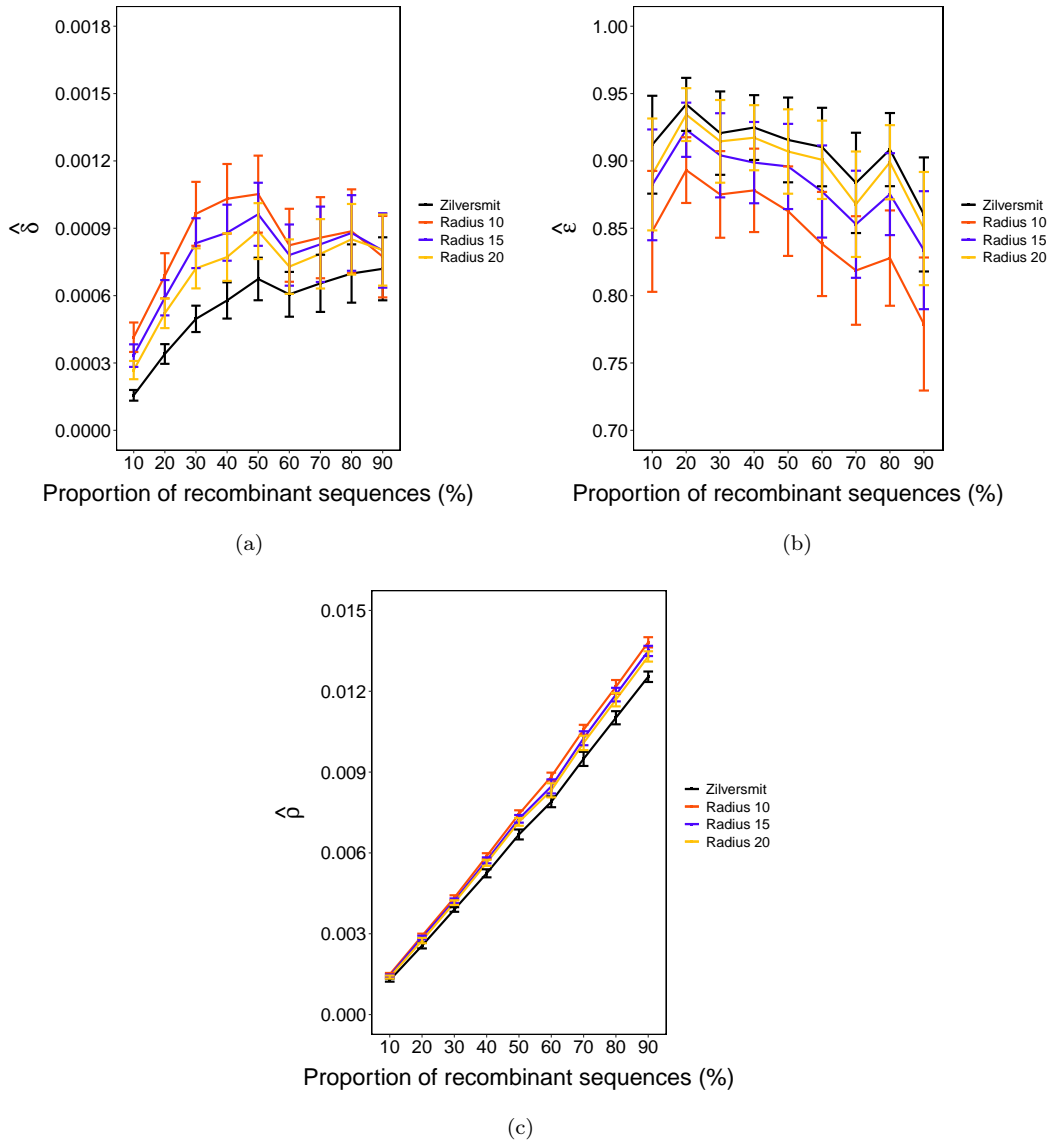 0.0018
0.0015
0.0012
0.0009
0.0006
0.0003
0.0000
δ̂
10 20 30 40 50 60 70 80 90
Proportion of recombinant sequences (%)
Zilversmit
Radius 10
Radius 15
Radius 20
(a)
1.00
0.95
0.90
0.85
0.80
0.75
0.70
ε̂
10 20 30 40 50 60 70 80 90
Proportion of recombinant sequences (%)
Zilversmit
Radius 10
Radius 15
Radius 20
(b)
0.015
0.012
0.009
0.006
0.003
0.000
ρ̂
10 20 30 40 50 60 70 80 90
Proportion of recombinant sequences (%)
Zilversmit
Radius 10
Radius 15
Radius 20
(c)